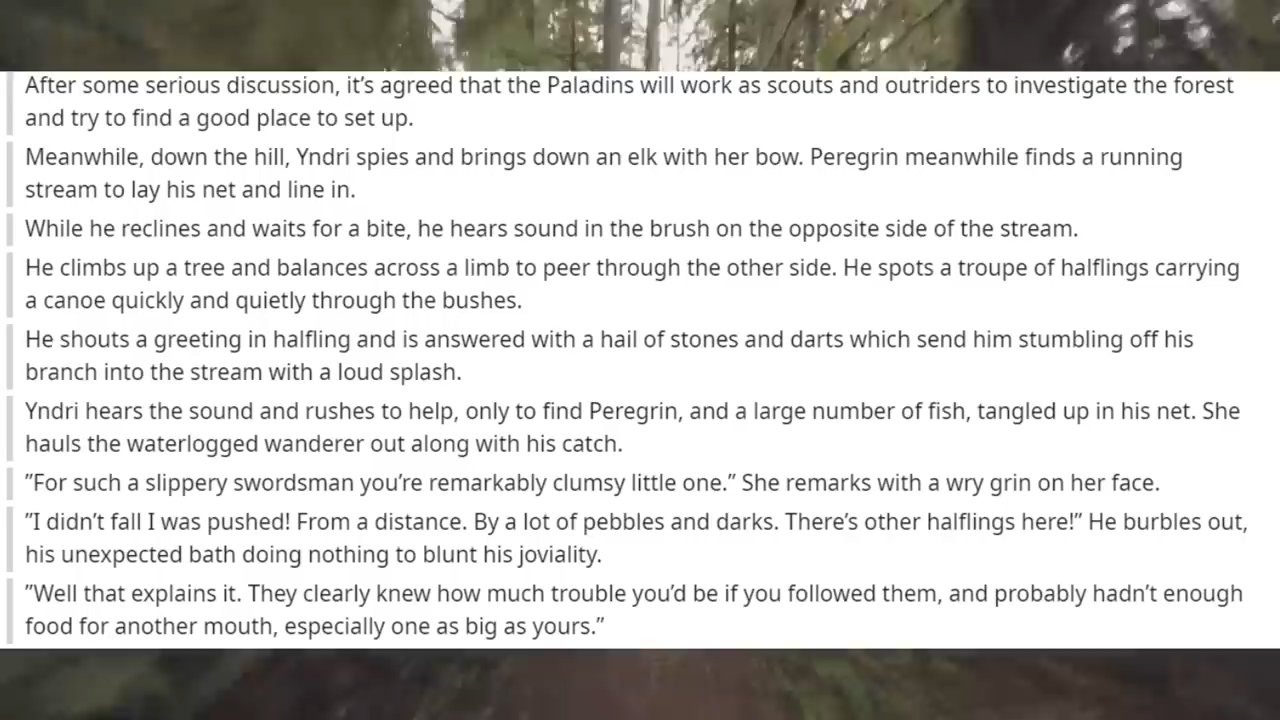 After some serious discussion, it’s agreed that the Paladins will work as scouts and outriders to investigate the forest
and try to find a good place to set up.
Meanwhile, down the hill, Yndri spies and brings down an elk with her bow. Peregrin meanwhile finds a running
stream to lay his net and line in.
While he reclines and waits for a bite, he hears sound in the brush on the opposite side of the stream.
He climbs up a tree and balances across a limb to peer through the other side. He spots a troupe of halflings carrying
a canoe quickly and quietly through the bushes.
He shouts a greeting in halfling and is answered with a hail of stones and darts which send him stumbling off his
branch into the stream with a loud splash.
Yndri hears the sound and rushes to help, only to find Peregrin, and a large number of fish, tangled up in his net. She
hauls the waterlogged wanderer out along with his catch.
”For such a slippery swordsman you’re remarkably clumsy little one.” She remarks with a wry grin on her face.
”I didn’t fall I was pushed! From a distance. By a lot of pebbles and darks. There’s other halflings here!” He burbles out,
his unexpected bath doing nothing to blunt his joviality.
”Well that explains it. They clearly knew how much trouble you’d be if you followed them, and probably hadn’t enough
food for another mouth, especially one as big as yours.”